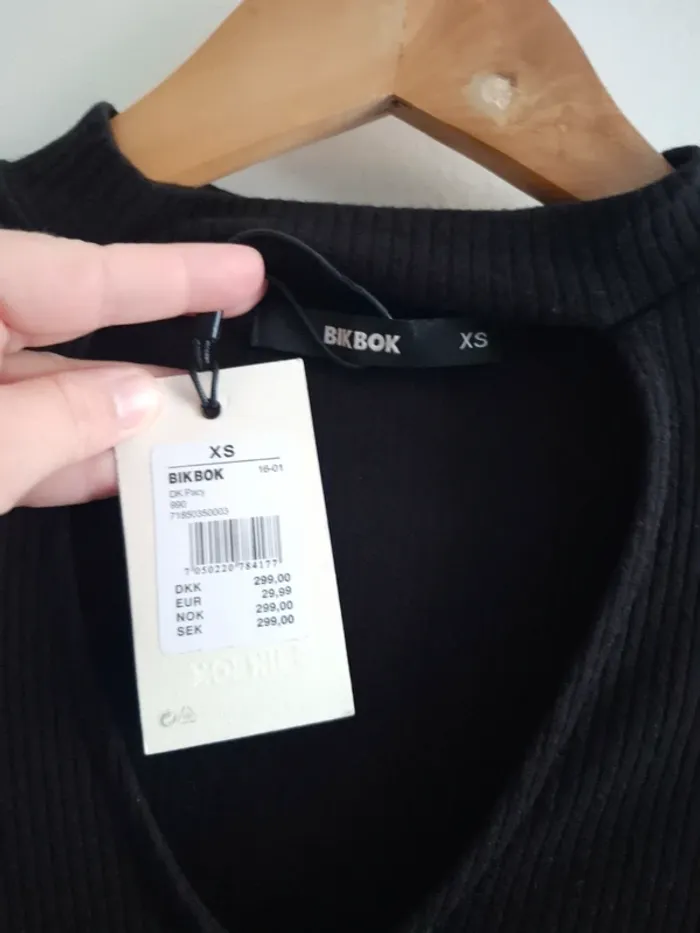 BIKBOK XS
XS
BIKBOK 16-01
DK Pacy
990
71850350003
7 050220 784177
DKK 299,00
EUR 29,99
NOK 299,00
SEK 299,00
BIKBOK